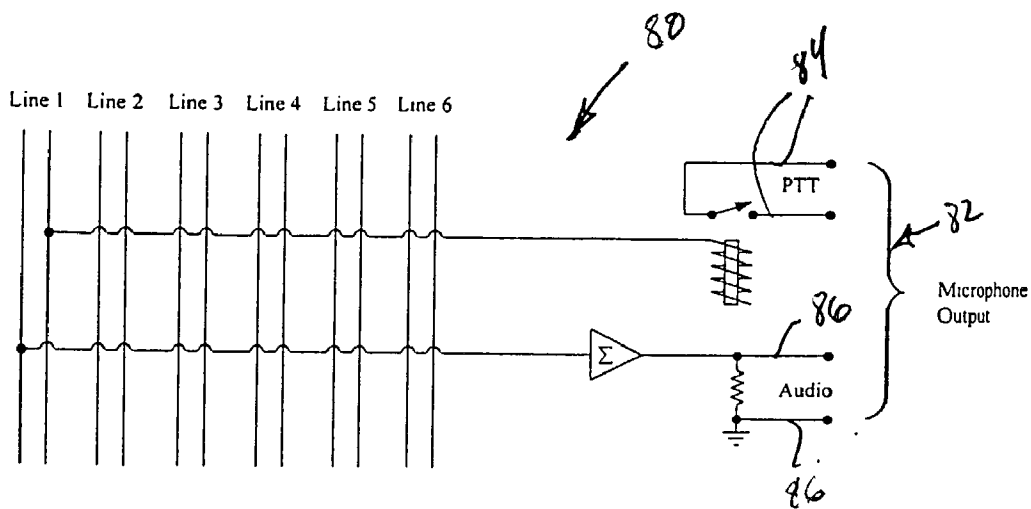 80
84
Line 1 Line 2 Line 3 Line 4 Line 5 Line 6
PTT
82
Microphone
Output
86
Σ
Audio
86